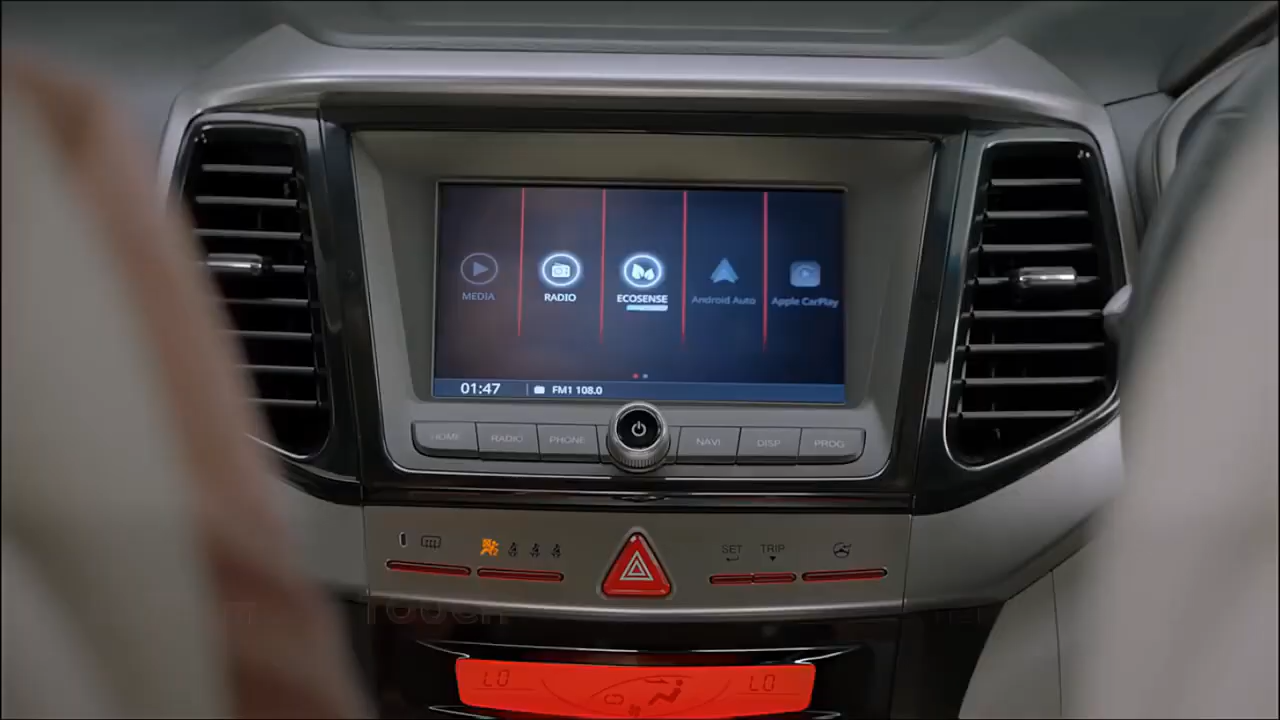 MEDIA
RADIO
ECOSENSE
Android Auto
Apple CarPlay
01:47
FM1 108.0
HOME
RADIO
PHONE
NAVI
DISP
PROG
SET
TRIP
TOUCH
LO
LO